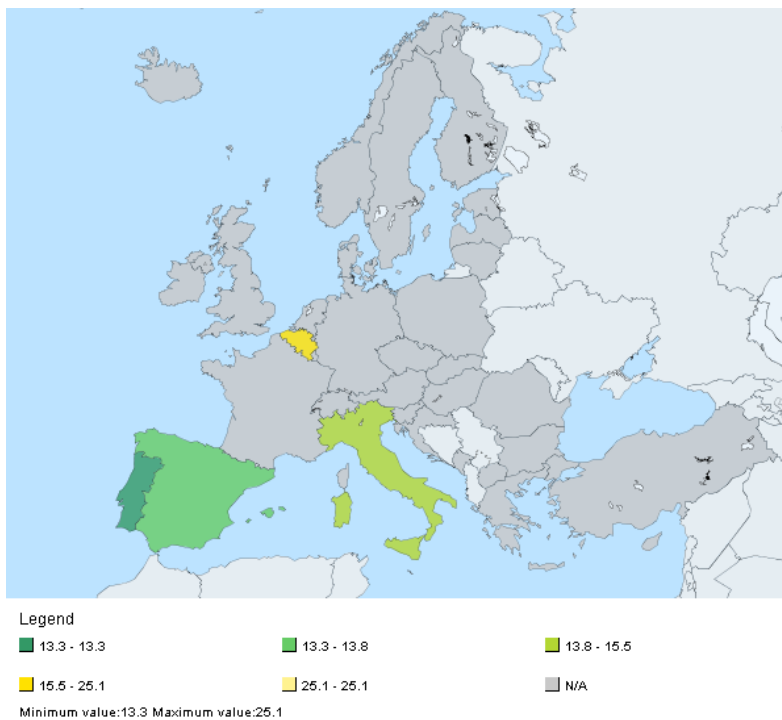 Legend
13.3 - 13.3 13.3 - 13.8 13.8 - 15.5
15.5 - 25.1 25.1 - 25.1 N/A
Minimum value:13.3 Maximum value:25.1